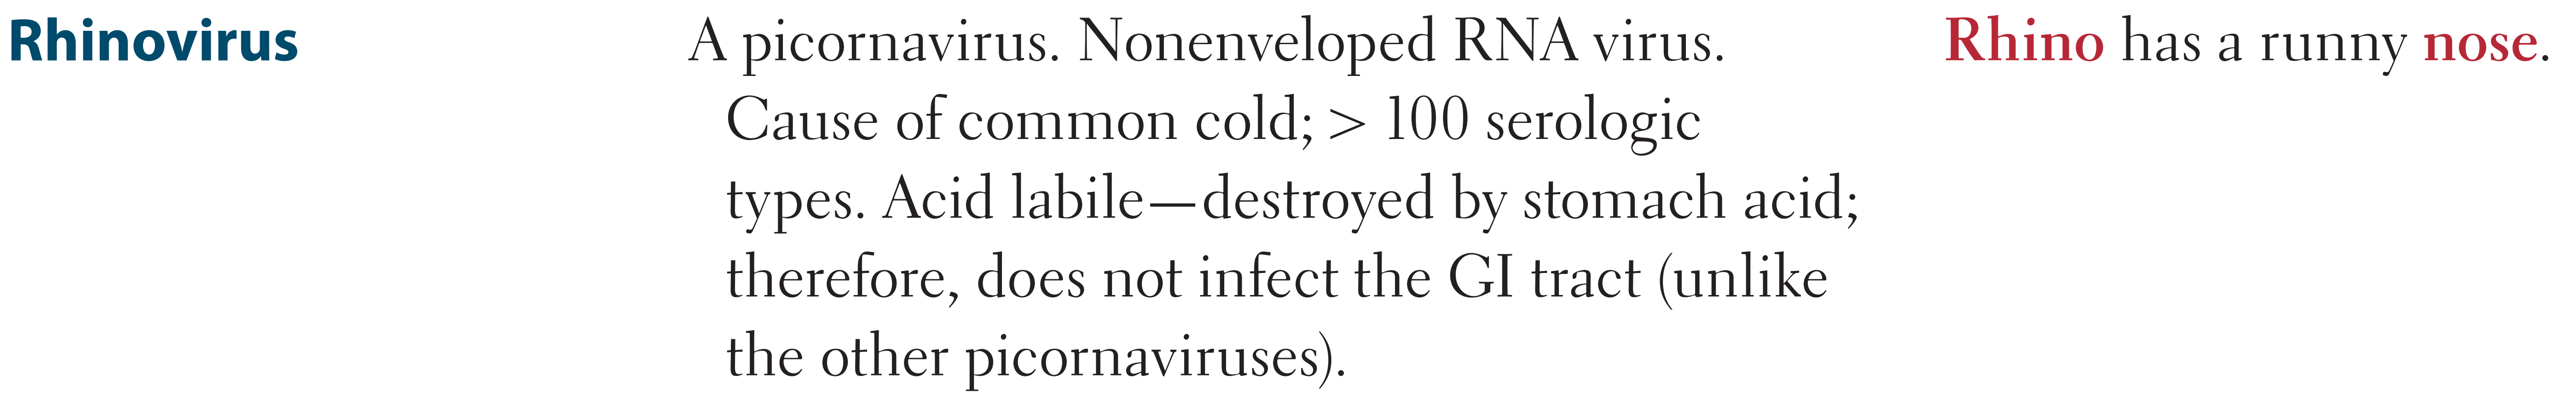 Rhinovirus
A picornavirus. Nonenveloped RNA virus.
Cause of common cold; > 100 serologic
types. Acid labile—destroyed by stomach acid;
therefore, does not infect the GI tract (unlike
the other picornaviruses).
Rhino has a runny nose.